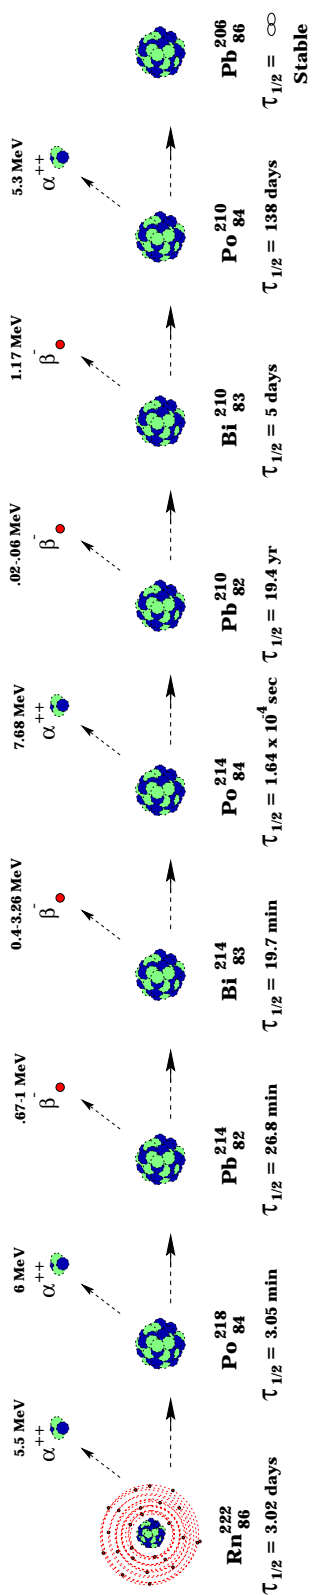 5.5 MeV
α++
6 MeV
α++
.67-1 MeV
β-
0.4-3.26 MeV
β-
7.68 MeV
α++
.02-.06 MeV
β-
1.17 MeV
β-
5.3 MeV
α++
Rn 222 86
Po 218 84
Pb 214 82
Bi 214 83
Po 214 84
Pb 210 82
Bi 210 83
Po 210 84
Pb 206 86
τ1/2 = 3.02 days
τ1/2 = 3.05 min
τ1/2 = 26.8 min
τ1/2 = 19.7 min
τ1/2 = 1.64 x 10-4 sec
τ1/2 = 19.4 yr
τ1/2 = 5 days
τ1/2 = 138 days
τ1/2 = ∞
Stable